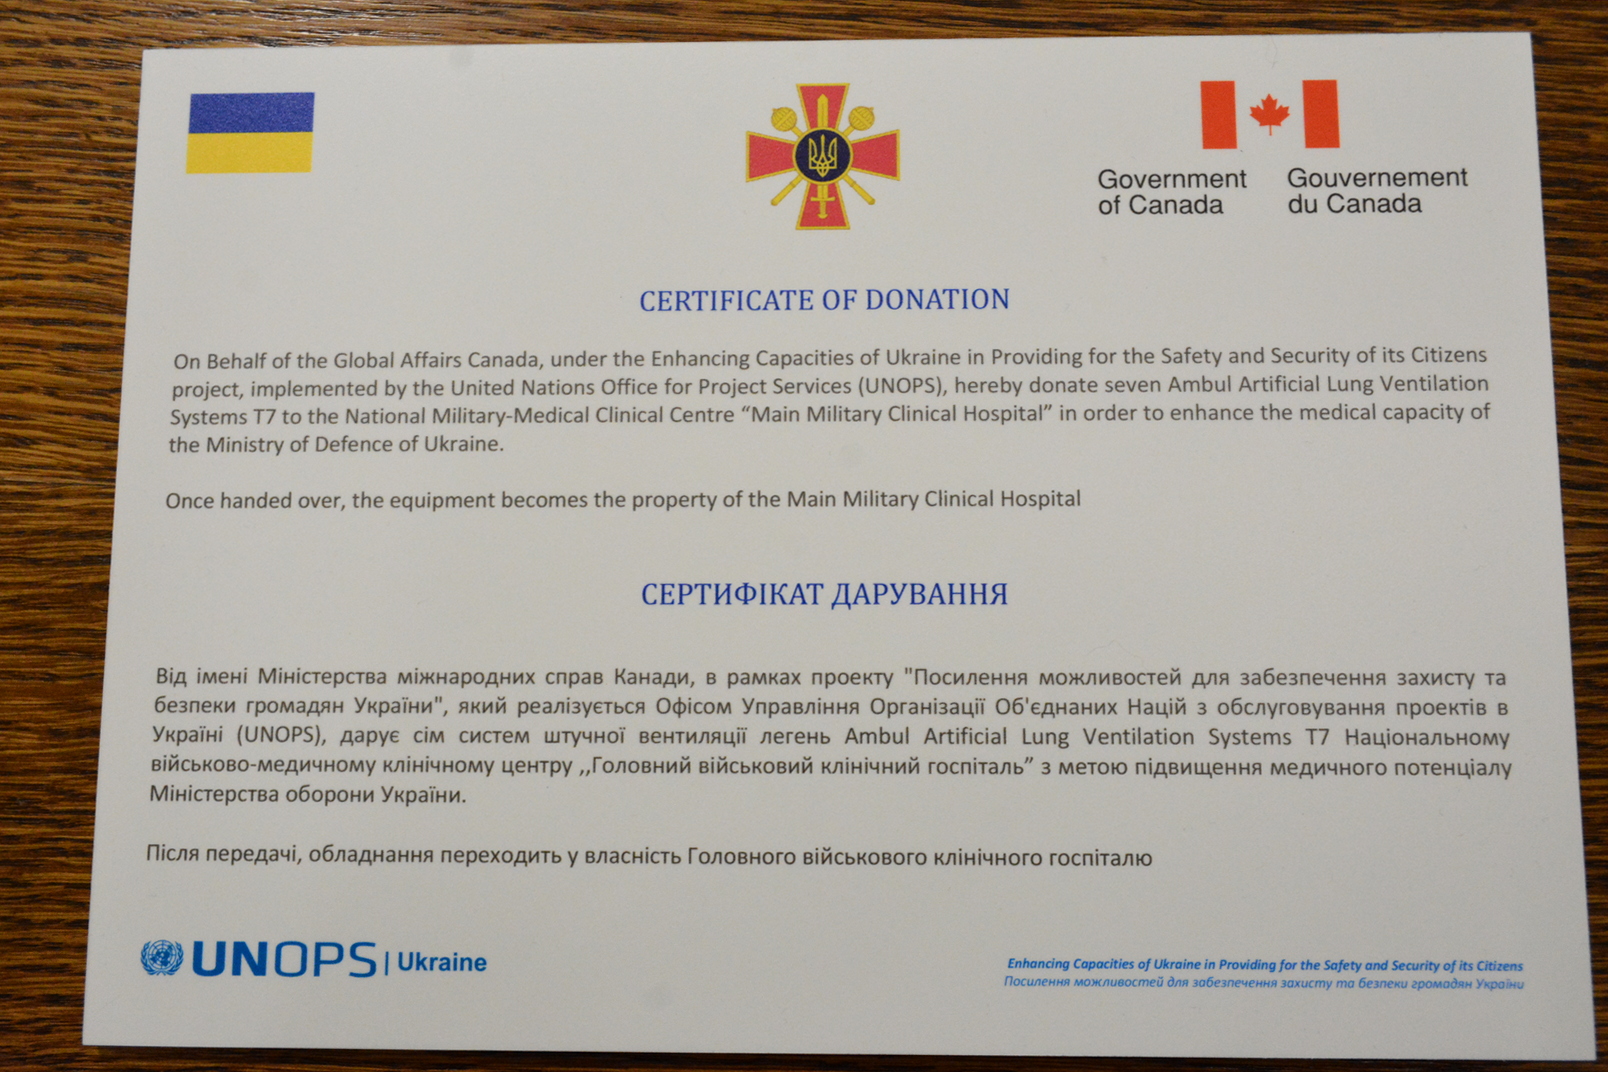 Government
of Canada
Gouvernement
du Canada
CERTIFICATE OF DONATION
On Behalf of the Global Affairs Canada, under the Enhancing Capacities of Ukraine in Providing for the Safety and Security of its Citizens
project, implemented by the United Nations Office for Project Services (UNOPS), hereby donate seven Ambul Artificial Lung Ventilation
Systems T7 to the National Military-Medical Clinical Centre “Main Military Clinical Hospital” in order to enhance the medical capacity of
the Ministry of Defence of Ukraine.
Once handed over, the equipment becomes the property of the Main Military Clinical Hospital
СЕРТИФІКАТ ДАРУВАННЯ
Від імені Міністерства міжнародних справ Канади, в рамках проекту "Посилення можливостей для забезпечення захисту та
безпеки громадян України", який реалізується Офісом Управління Організації Об'єднаних Націй з обслуговування проектів в
Україні (UNOPS), дарує сім систем штучної вентиляції легень Ambul Artificial Lung Ventilation Systems T7 Національному
військово-медичному клінічному центру ,,Головний військовий клінічний госпіталь” з метою підвищення медичного потенціалу
Міністерства оборони України.
Після передачі, обладнання переходить у власність Головного військового клінічного госпіталю
UNOPS | Ukraine
Enhancing Capacities of Ukraine in Providing for the Safety and Security of its Citizens
Посилення можливостей для забезпечення захисту та безпеки громадян України